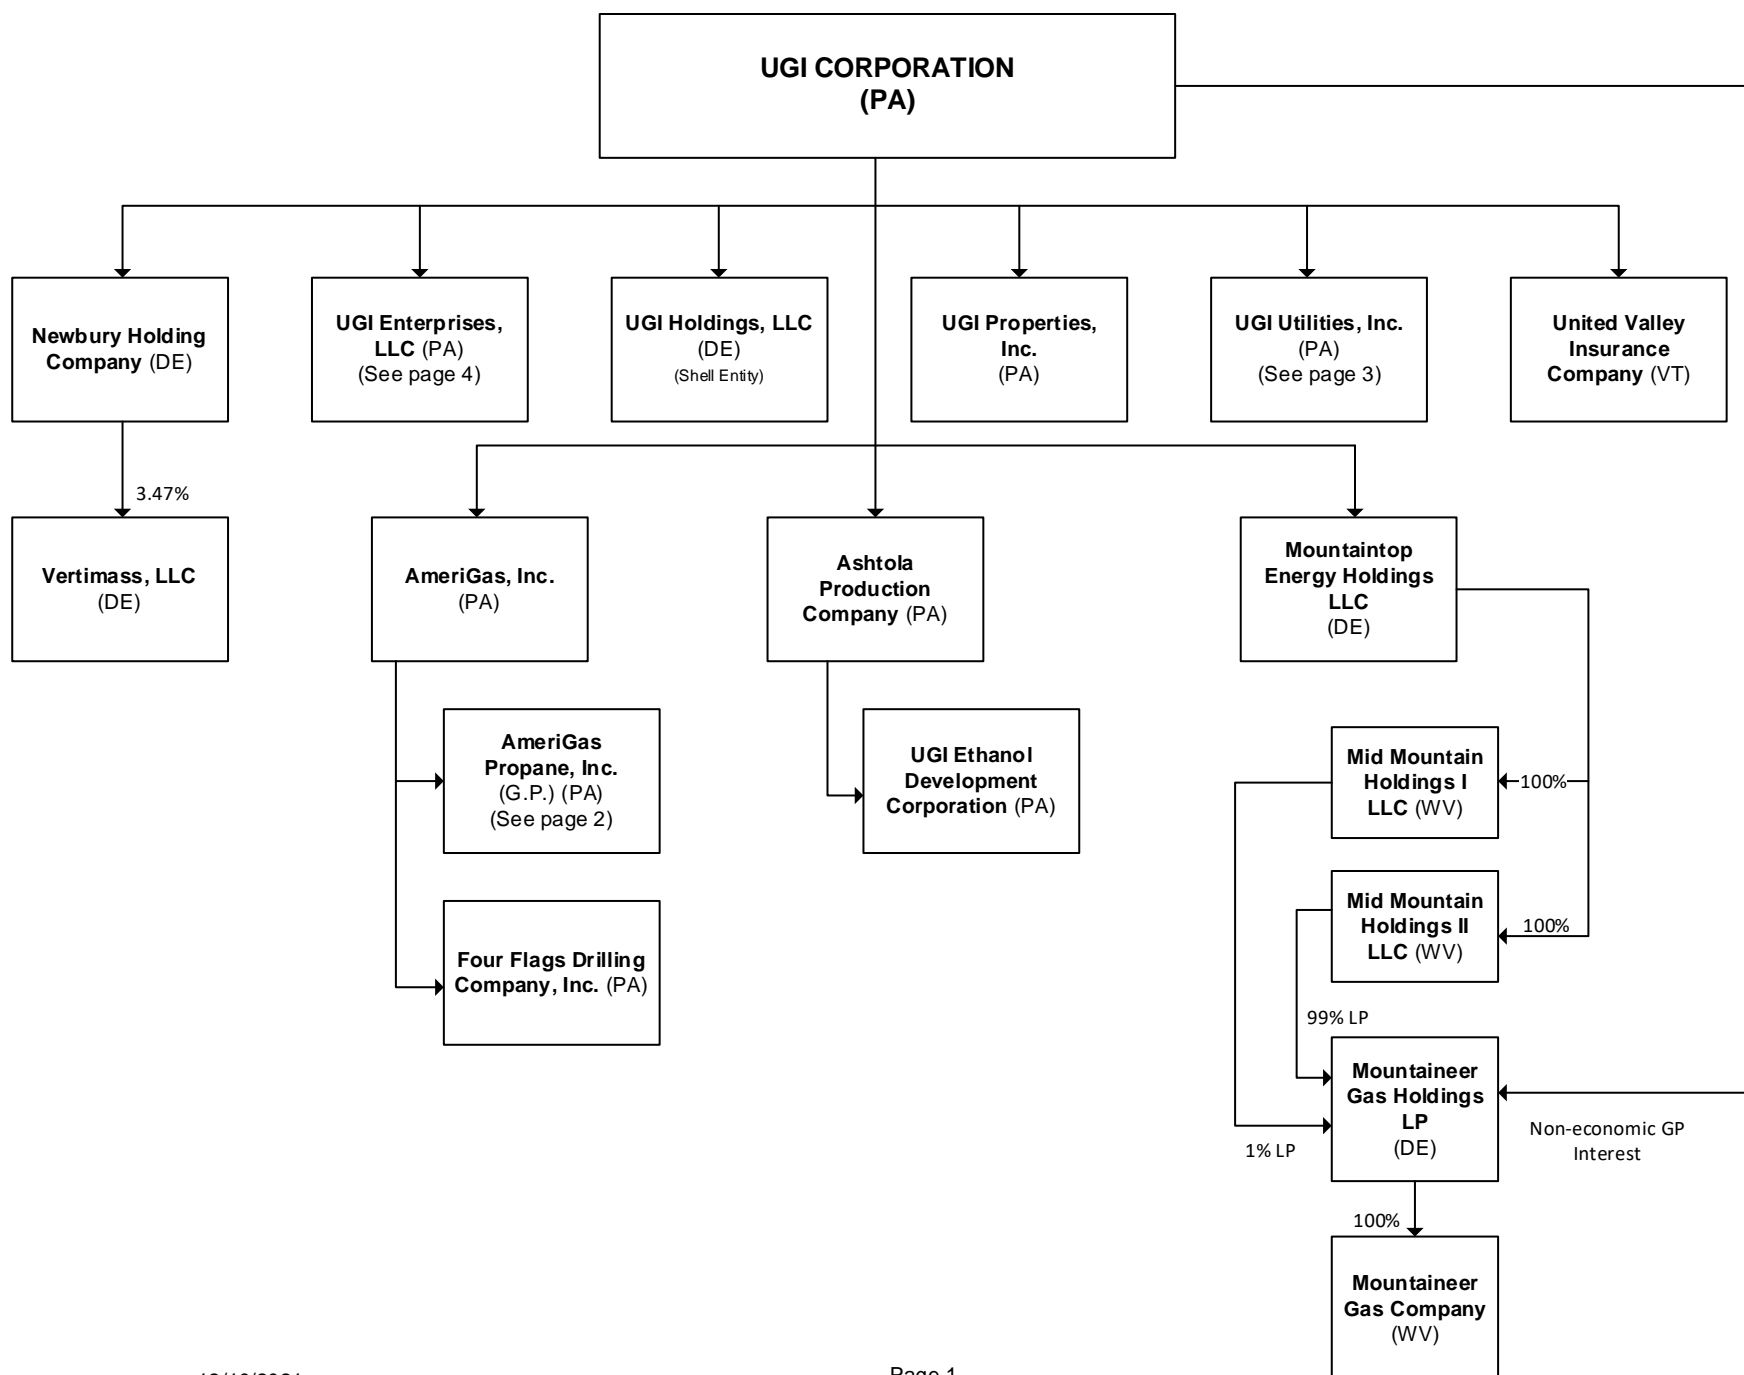 UGI CORPORATION
(PA)
Newbury Holding
Company (DE)
UGI Enterprises,
LLC (PA)
(See page 4)
UGI Holdings, LLC
(DE)
(Shell Entity)
UGI Properties,
Inc.
(PA)
UGI Utilities, Inc.
(PA)
(See page 3)
United Valley
Insurance
Company (VT)
3.47%
Vertimass, LLC
(DE)
AmeriGas, Inc.
(PA)
Ashtola
Production
Company (PA)
Mountaintop
Energy Holdings
LLC
(DE)
AmeriGas
Propane, Inc.
(G.P.) (PA)
(See page 2)
UGI Ethanol
Development
Corporation (PA)
Mid Mountain
Holdings I
LLC (WV)
100%
Mid Mountain
Holdings II
LLC (WV)
100%
Four Flags Drilling
Company, Inc. (PA)
99% LP
Mountaineer
Gas Holdings
LP
(DE)
1% LP
Non-economic GP
Interest
100%
Mountaineer
Gas Company
(WV)
Page 1